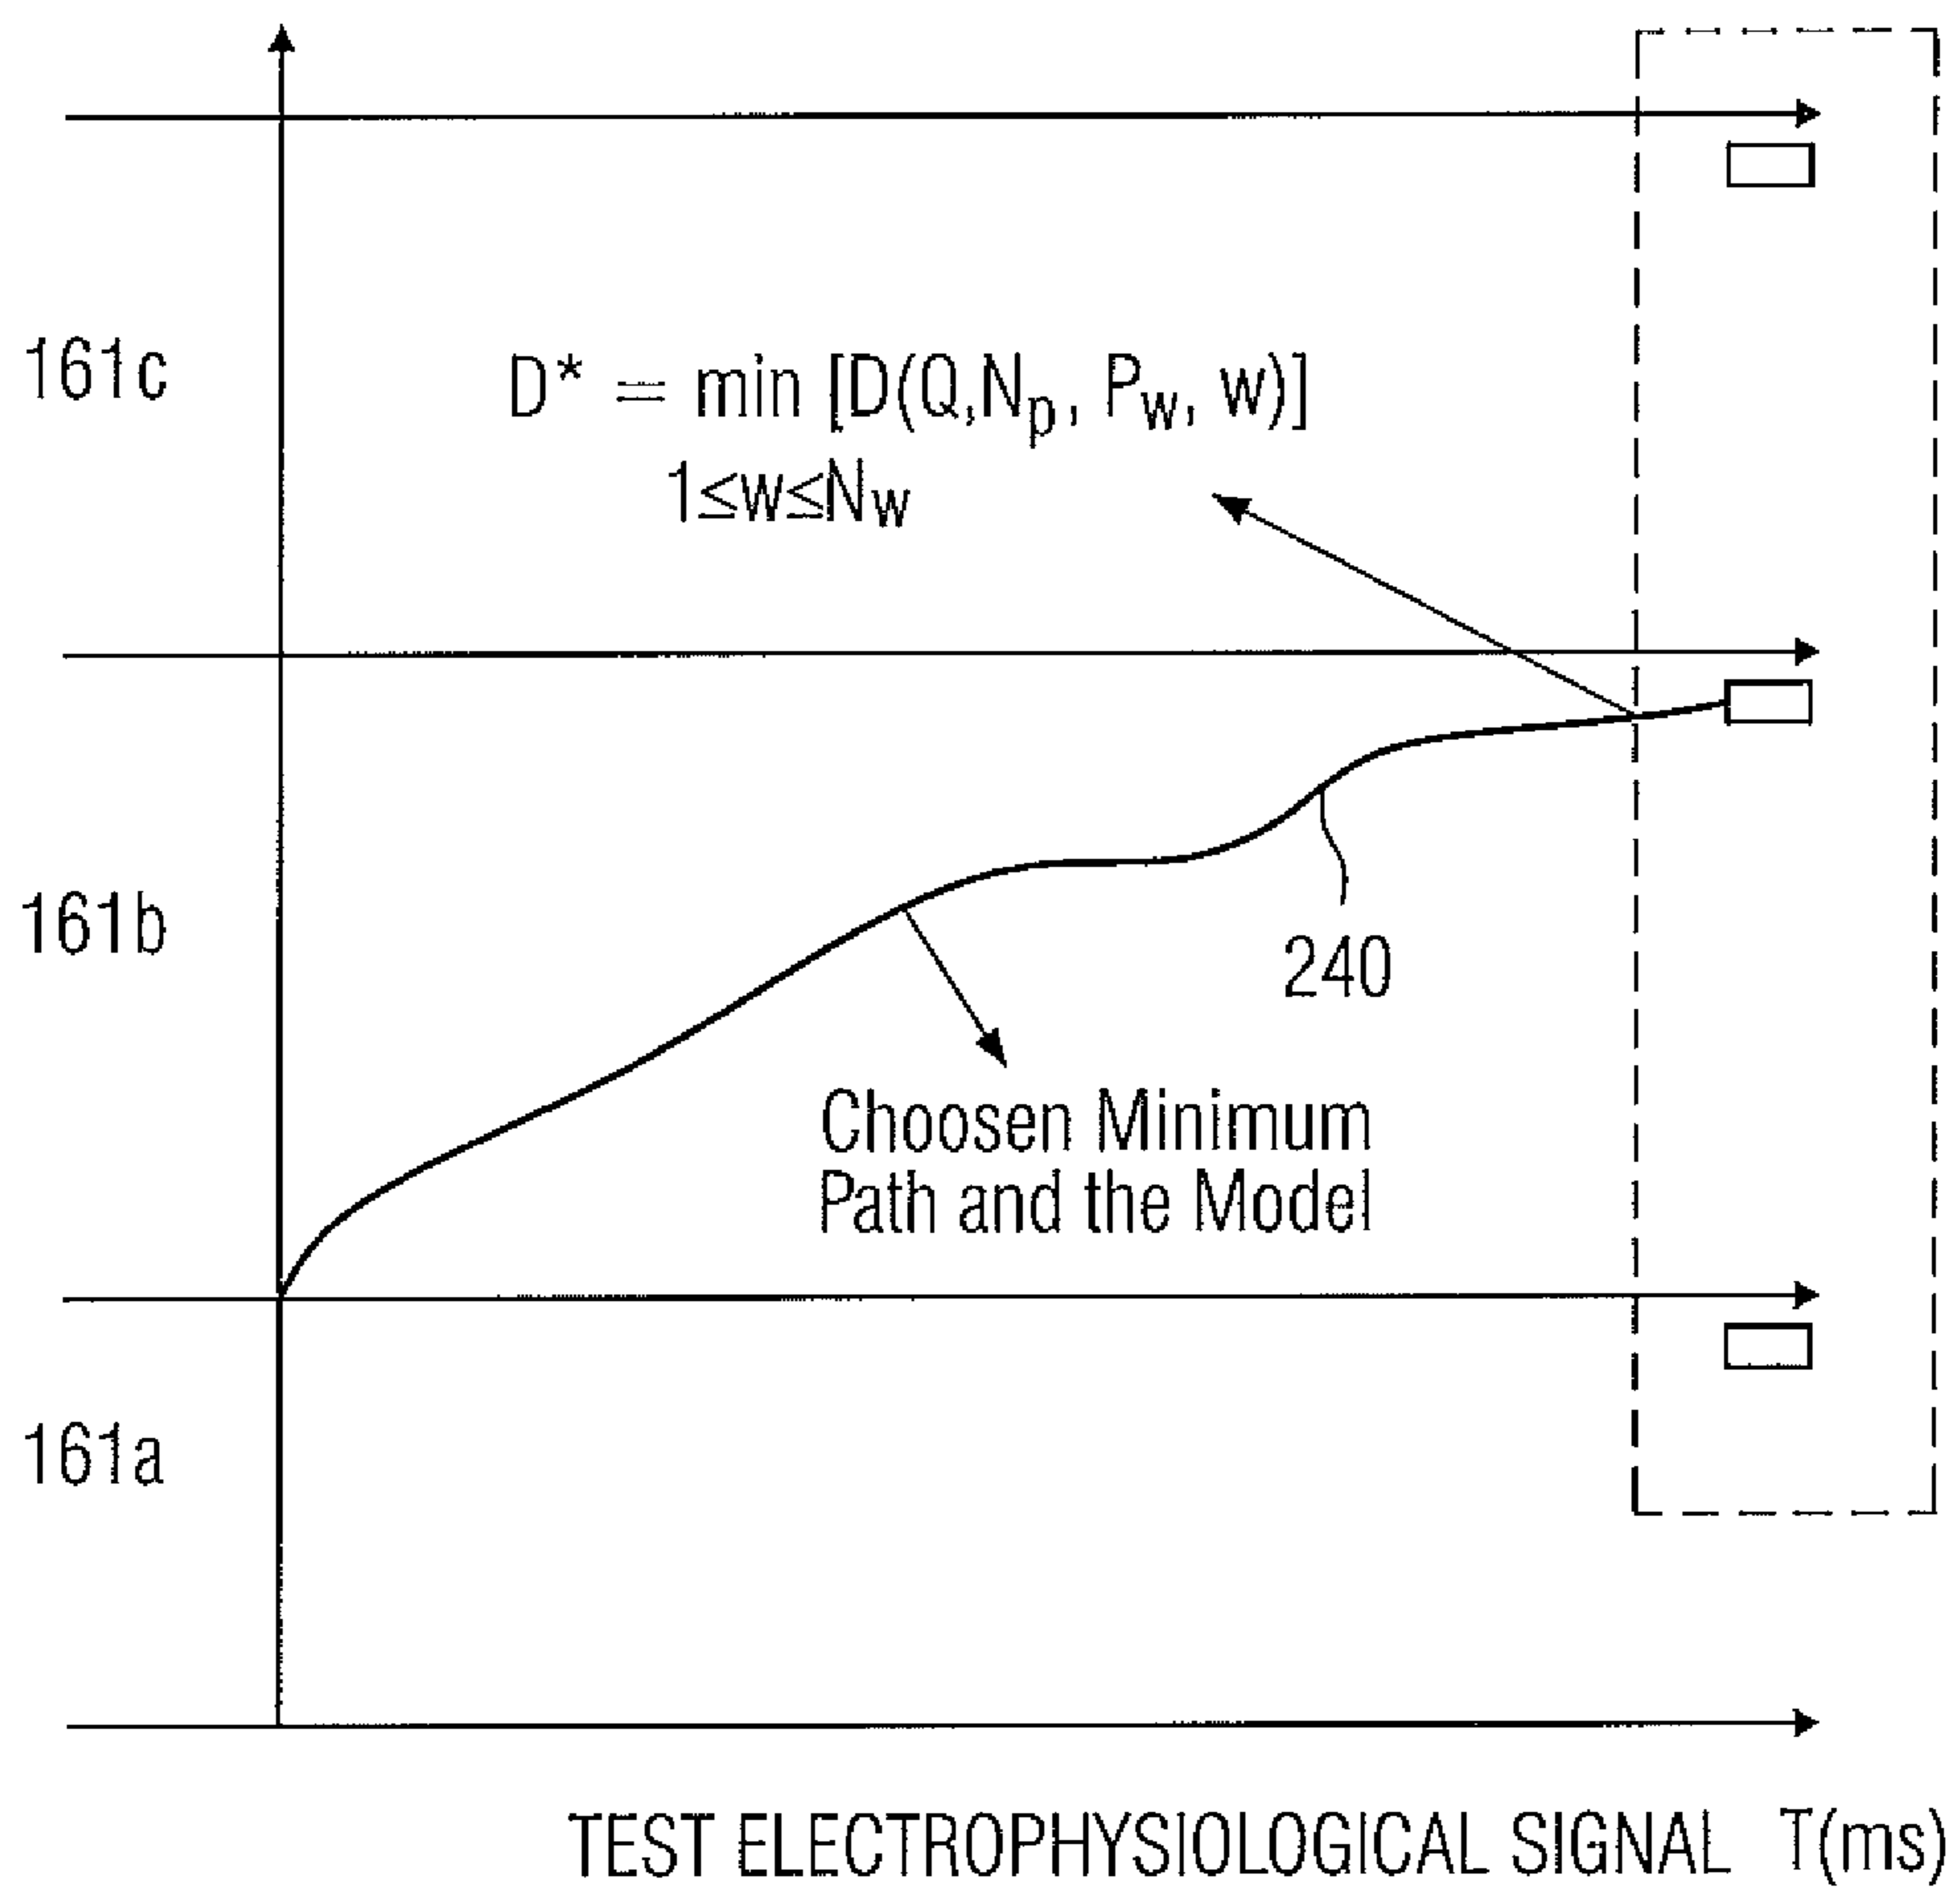 161c
D* = min [D(Q,Np, Pw, w)]
1≤w≤Nw
161b
240
Choosen Minimum
Path and the Model
161a
TEST ELECTROPHYSIOLOGICAL SIGNAL T(ms)